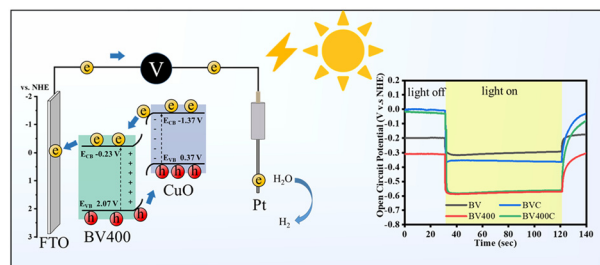 vs. NHE
-2
-1
0
1
2
3
FTO
e
e
V
e
e
e
e
e
e
e
E_CB -0.23 V
E_VB 2.07 V
+
+
+
+
h
h
h
BV400
E_CB -1.37 V
E_VB 0.37 V
-
-
-
-
h
h
h
CuO
e
Pt
H₂O
H₂
light off
light on
Open Circuit Potential (V v.s NHE)
0.2
0.1
0.0
-0.1
-0.2
-0.3
-0.4
-0.5
-0.6
-0.7
-0.8
BV
BVC
BV400
BV400C
0 20 40 60 80 100 120 140
Time (sec)